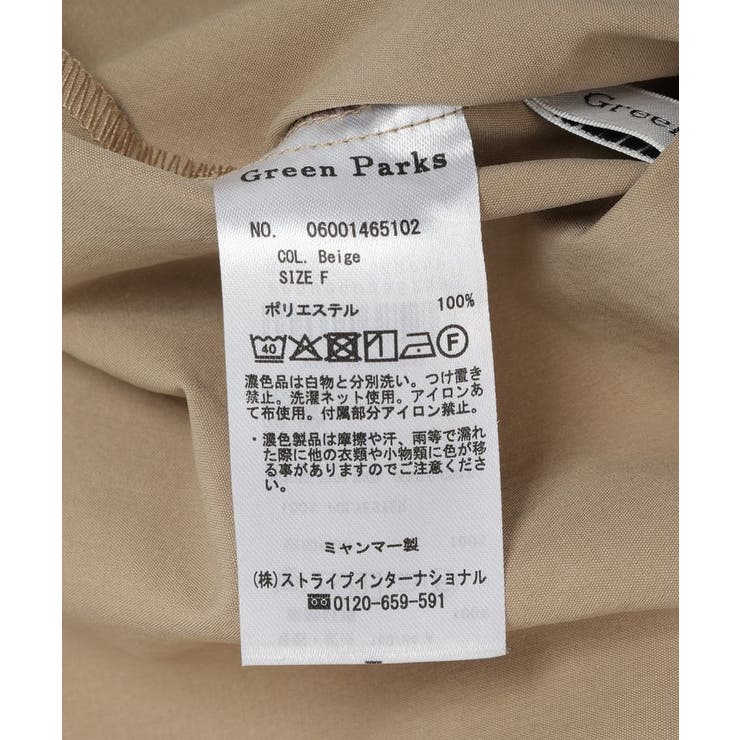 Green Parks
Green
NO. 06001465102
COL. Beige
SIZE F
ポリエステル 100%
40 F
濃色品は白物と分別洗い。つけ置き
禁止。洗濯ネット使用。アイロンあ
て布使用。付属部分アイロン禁止。
・濃色製品は摩擦や汗、雨等で濡れ
た際に他の衣類や小物類に色が移
る事がありますのでご注意くださ
い。
ミャンマー製
(株)ストライプインターナショナル
0120-659-591